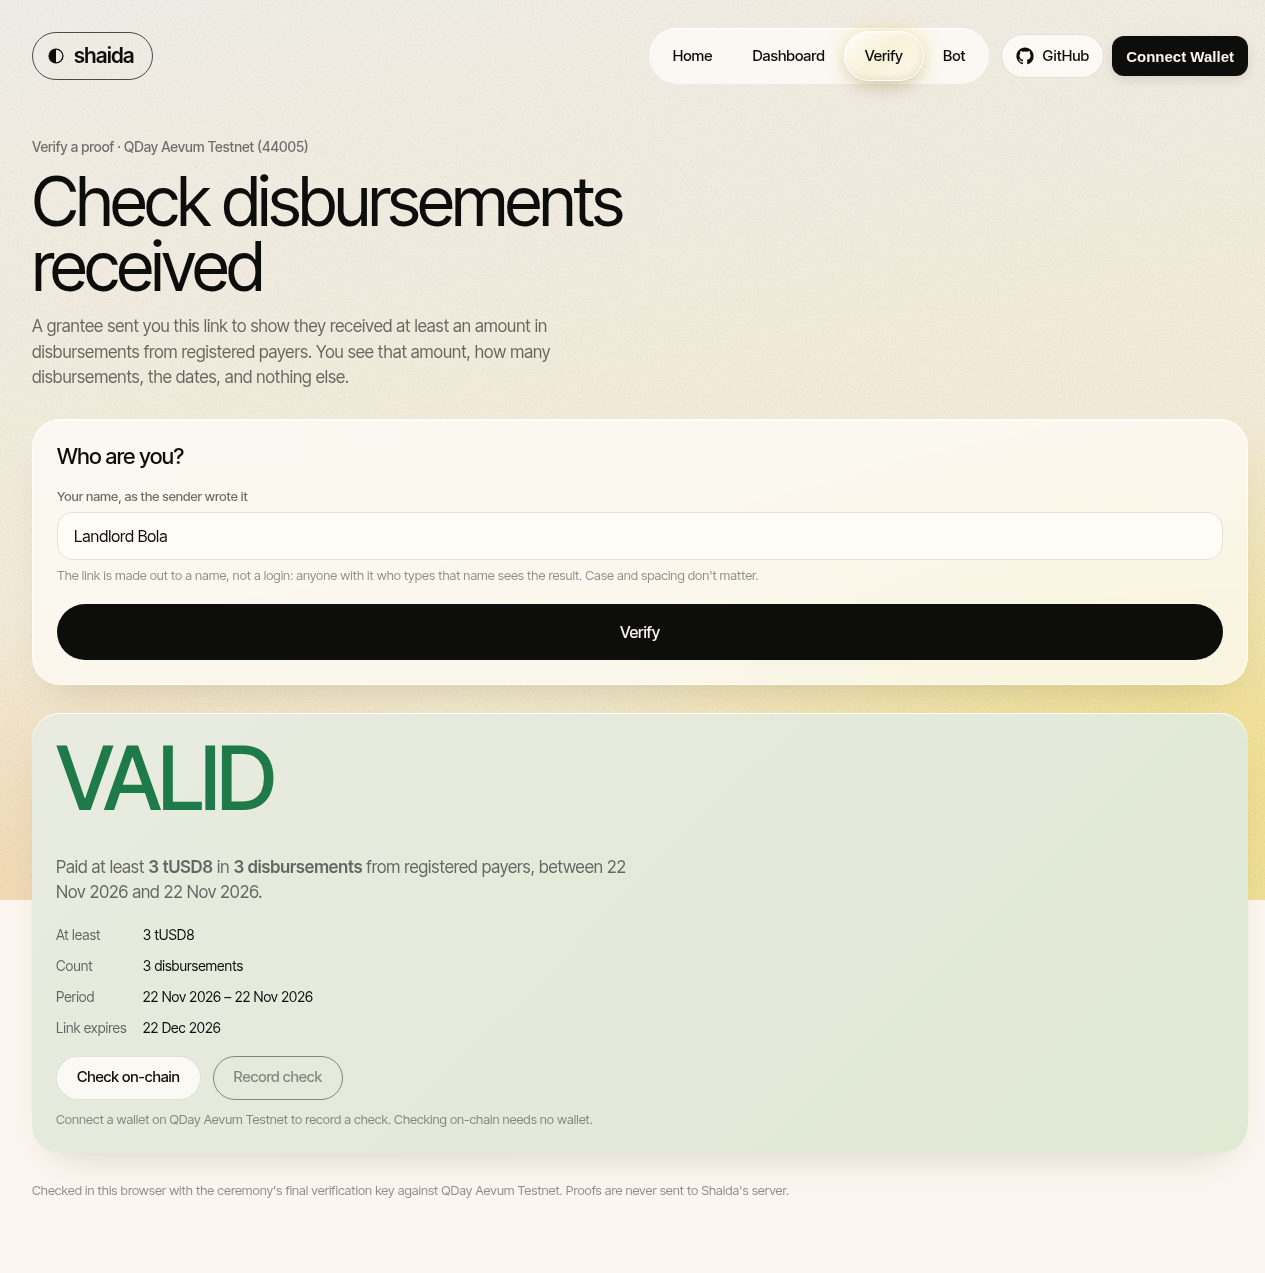 shaida
Home
Dashboard
Verify
Bot
GitHub
Connect Wallet
Verify a proof · QDay Aevum Testnet (44005)
Check disbursements
received
A grantee sent you this link to show they received at least an amount in
disbursements from registered payers. You see that amount, how many
disbursements, the dates, and nothing else.
Who are you?
Your name, as the sender wrote it
Landlord Bola
The link is made out to a name, not a login: anyone with it who types that name sees the result. Case and spacing don't matter.
Verify
VALID
Paid at least 3 tUSD8 in 3 disbursements from registered payers, between 22
Nov 2026 and 22 Nov 2026.
At least 3 tUSD8
Count 3 disbursements
Period 22 Nov 2026 – 22 Nov 2026
Link expires 22 Dec 2026
Check on-chain
Record check
Connect a wallet on QDay Aevum Testnet to record a check. Checking on-chain needs no wallet.
Checked in this browser with the ceremony's final verification key against QDay Aevum Testnet. Proofs are never sent to Shaida's server.